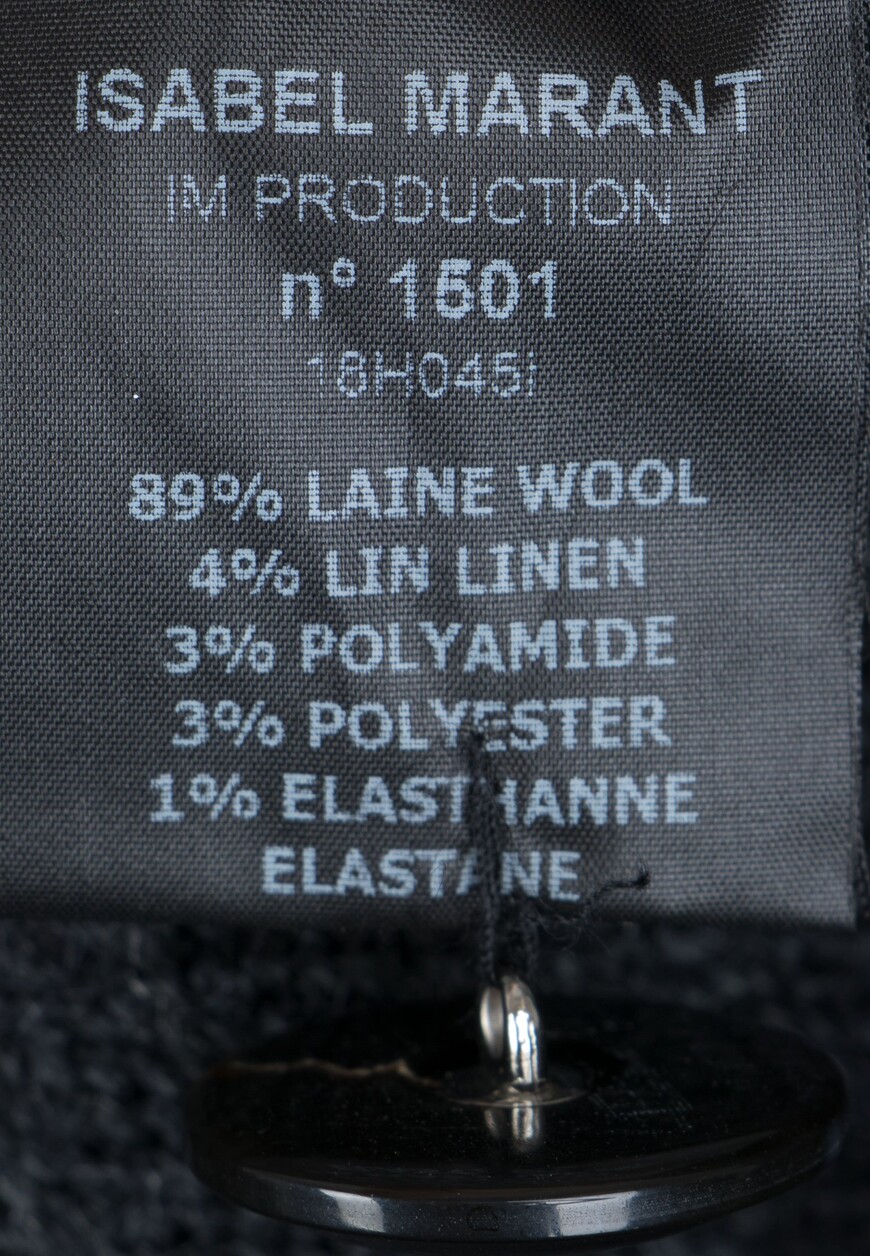 ISABEL MARANT
IM PRODUCTION
n° 1501
18H045I
89% LAINE WOOL
4% LIN LINEN
3% POLYAMIDE
3% POLYESTER
1% ELASTHANNE
ELASTANE